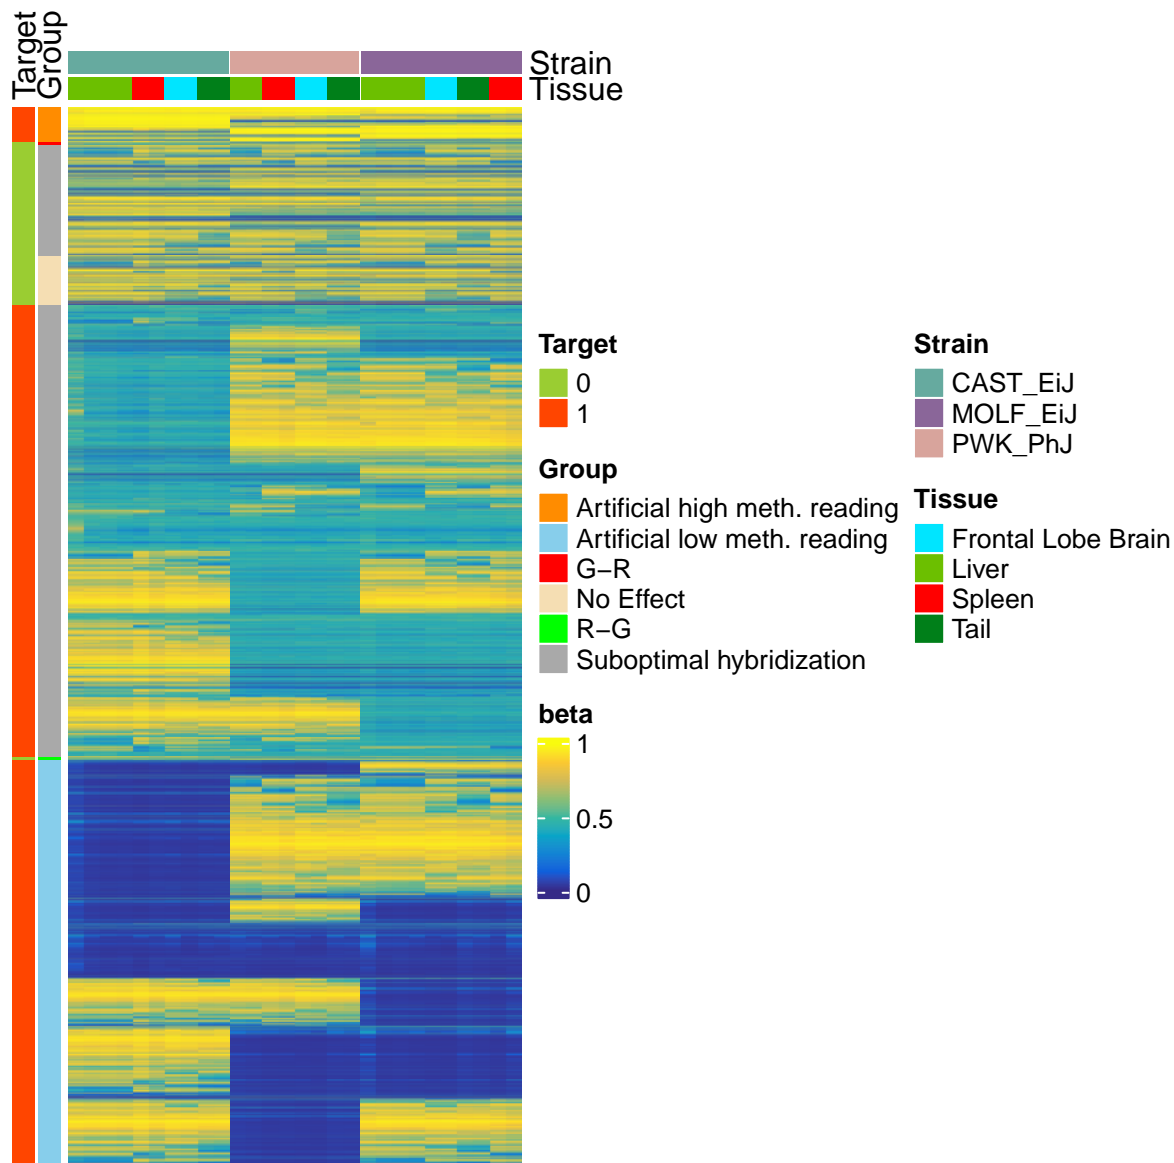 Target
Group
Strain
Tissue
Target
0
1
Group
Artificial high meth. reading
Artificial low meth. reading
G−R
No Effect
R−G
Suboptimal hybridization
beta
1
0.5
0
Strain
CAST_EiJ
MOLF_EiJ
PWK_PhJ
Tissue
Frontal Lobe Brain
Liver
Spleen
Tail